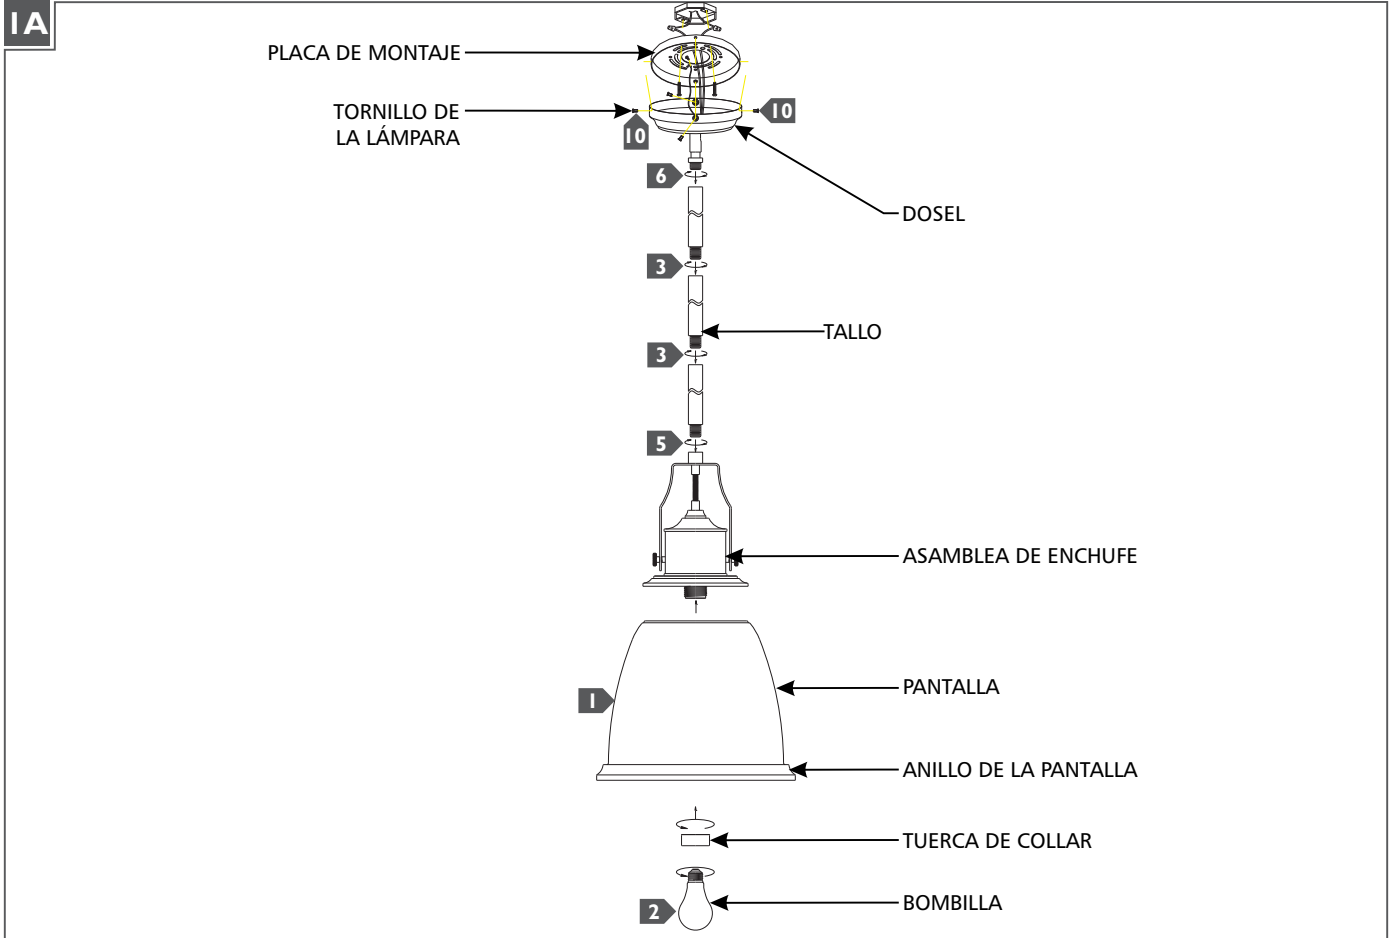 1A
PLACA DE MONTAJE
TORNILLO DE
LA LÁMPARA
10
10
6
DOSEL
3
TALLO
3
5
ASAMBLEA DE ENCHUFE
1
PANTALLA
ANILLO DE LA PANTALLA
TUERCA DE COLLAR
2
BOMBILLA